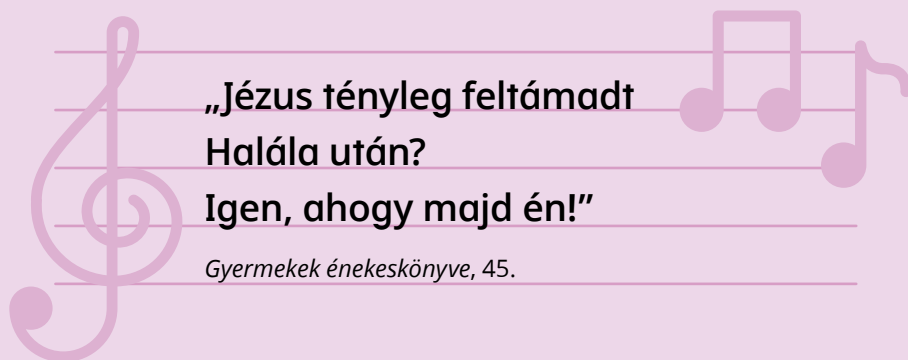 „Jézus tényleg feltámadt
Halála után?
Igen, ahogy majd én!”
Gyermekek énekeskönyve, 45.